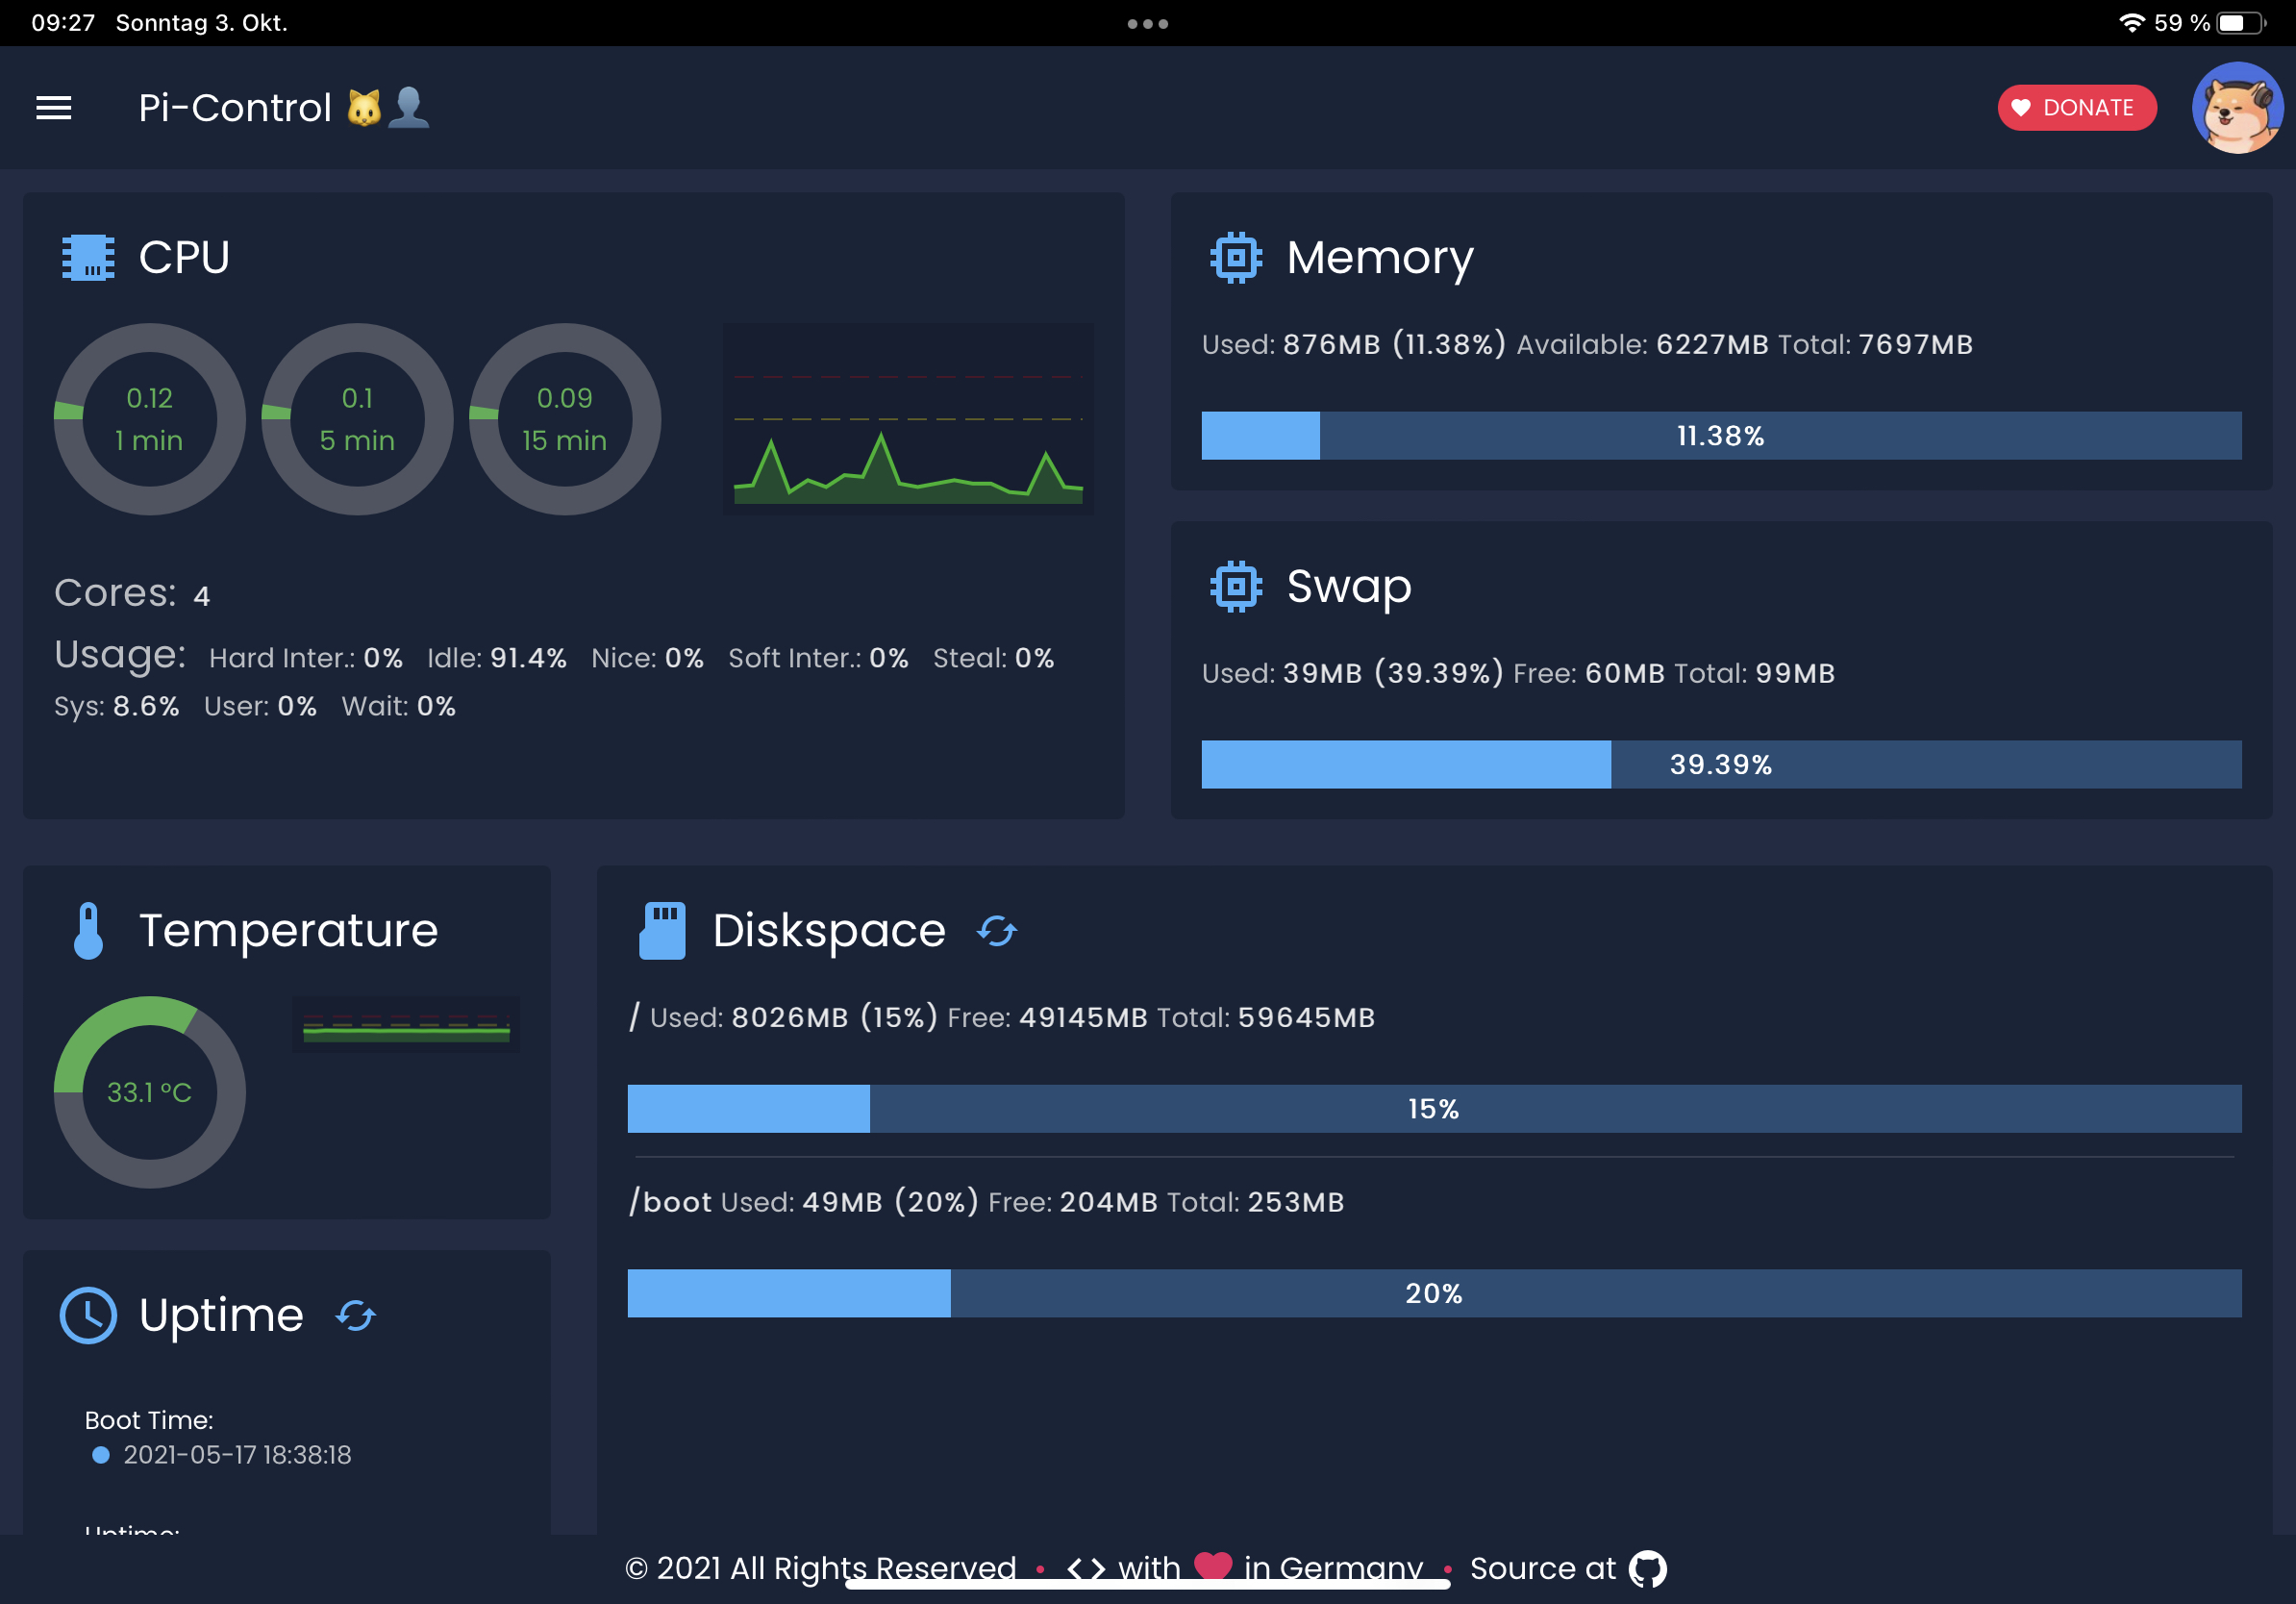 09:27 Sonntag 3. Okt.
59 %
Pi-Control
DONATE
CPU
0.12
1 min
0.1
5 min
0.09
15 min
Cores: 4
Usage: Hard Inter.: 0% Idle: 91.4% Nice: 0% Soft Inter.: 0% Steal: 0%
Sys: 8.6% User: 0% Wait: 0%
Memory
Used: 876MB (11.38%) Available: 6227MB Total: 7697MB
11.38%
Swap
Used: 39MB (39.39%) Free: 60MB Total: 99MB
39.39%
Temperature
33.1 °C
Diskspace
/ Used: 8026MB (15%) Free: 49145MB Total: 59645MB
15%
/boot Used: 49MB (20%) Free: 204MB Total: 253MB
20%
Uptime
Boot Time:
2021-05-17 18:38:18
Uptime:
© 2021 All Rights Reserved • <> with in Germany • Source at